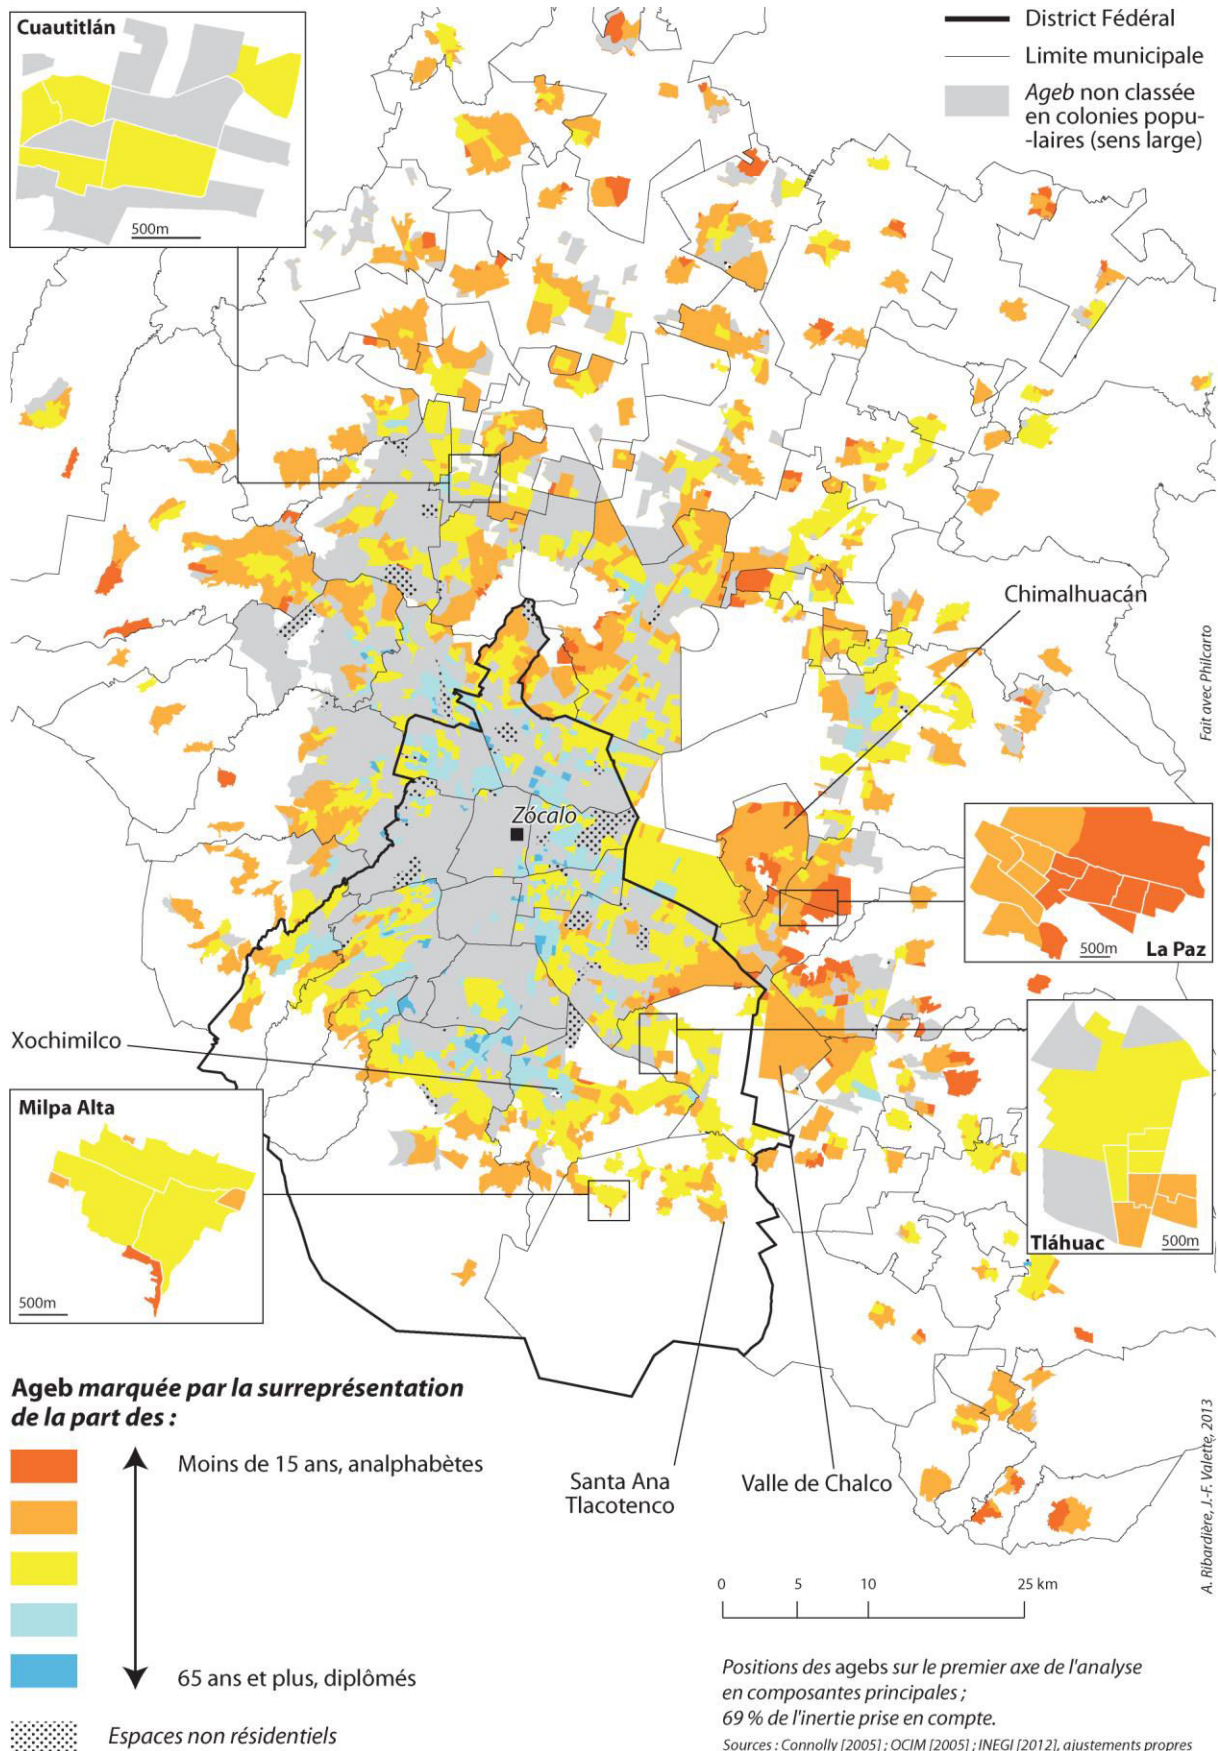 Cuautitlán
500m
District Fédéral
Limite municipale
Ageb non classée
en colonies popu-
-laires (sens large)
Chimalhuacán
Fait avec Philcarto
Zócalo
500m
La Paz
Xochimilco
Milpa Alta
500m
Tláhuac
500m
Ageb marquée par la surreprésentation
de la part des :
Moins de 15 ans, analphabètes
65 ans et plus, diplômés
Espaces non résidentiels
Santa Ana
Tlacotenco
Valle de Chalco
A. Ribardière, J.-F. Valette, 2013
0 5 10 25 km
Positions des agebs sur le premier axe de l'analyse
en composantes principales ;
69 % de l'inertie prise en compte.
Sources : Connolly [2005] ; OCIM [2005] ; INEGI [2012], ajustements propres